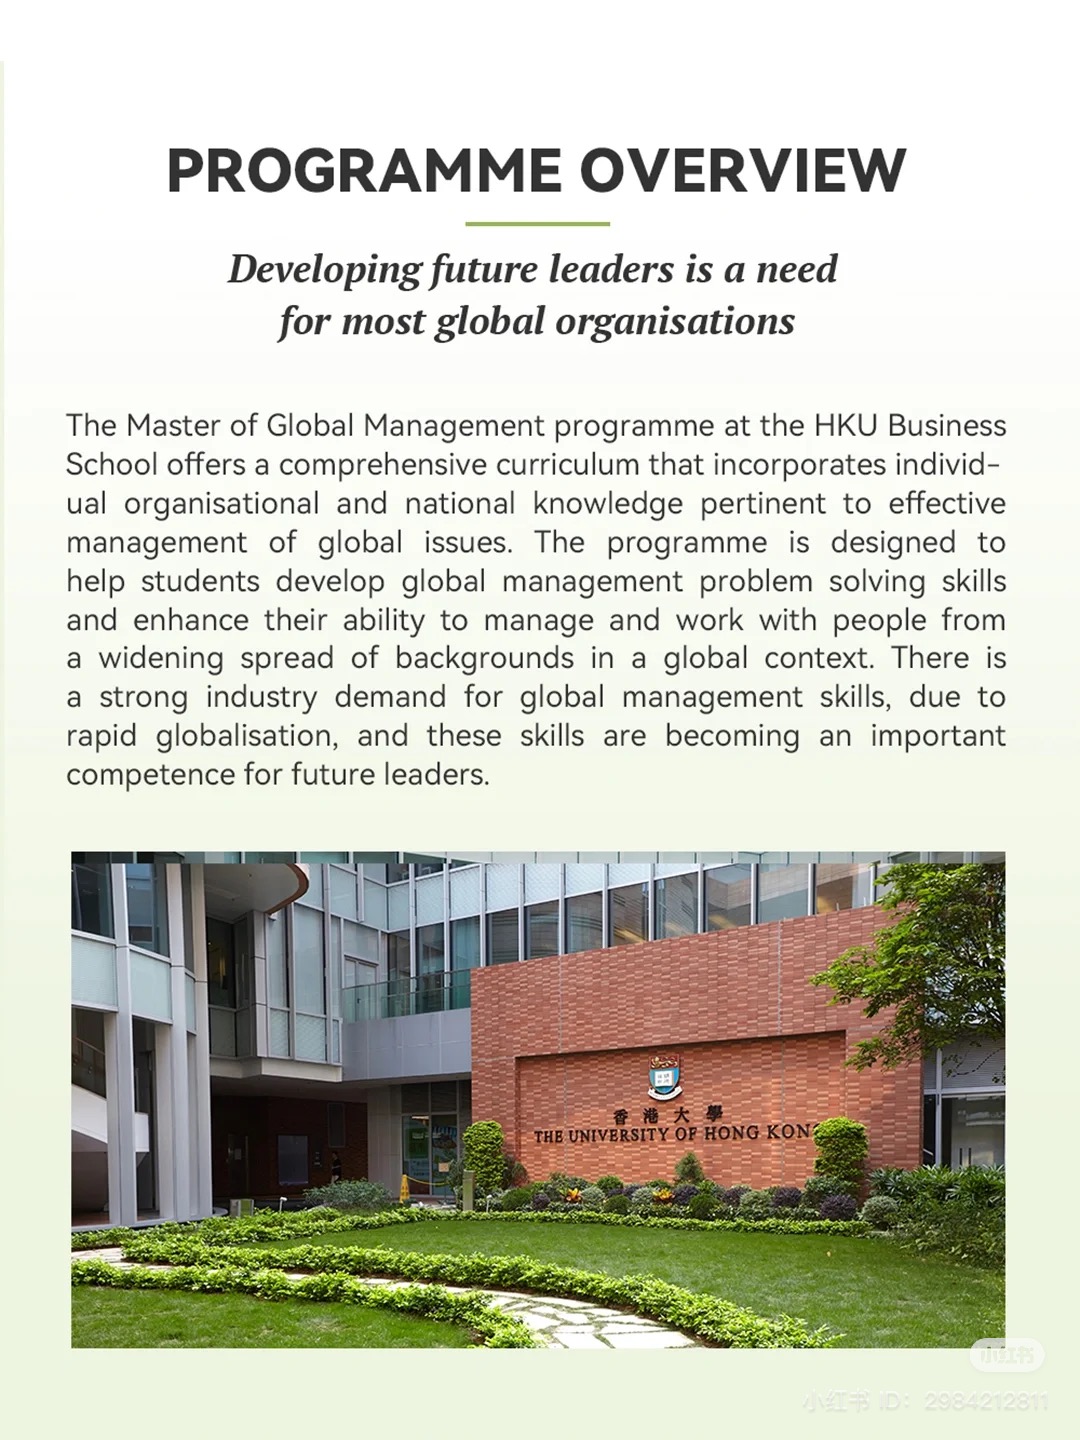 PROGRAMME OVERVIEW
Developing future leaders is a need
for most global organisations
The Master of Global Management programme at the HKU Business
School offers a comprehensive curriculum that incorporates individ-
ual organisational and national knowledge pertinent to effective
management of global issues. The programme is designed to
help students develop global management problem solving skills
and enhance their ability to manage and work with people from
a widening spread of backgrounds in a global context. There is
a strong industry demand for global management skills, due to
rapid globalisation, and these skills are becoming an important
competence for future leaders.
香港大學
THE UNIVERSITY OF HONG KONG
小红书
小红书 ID: 2984212811